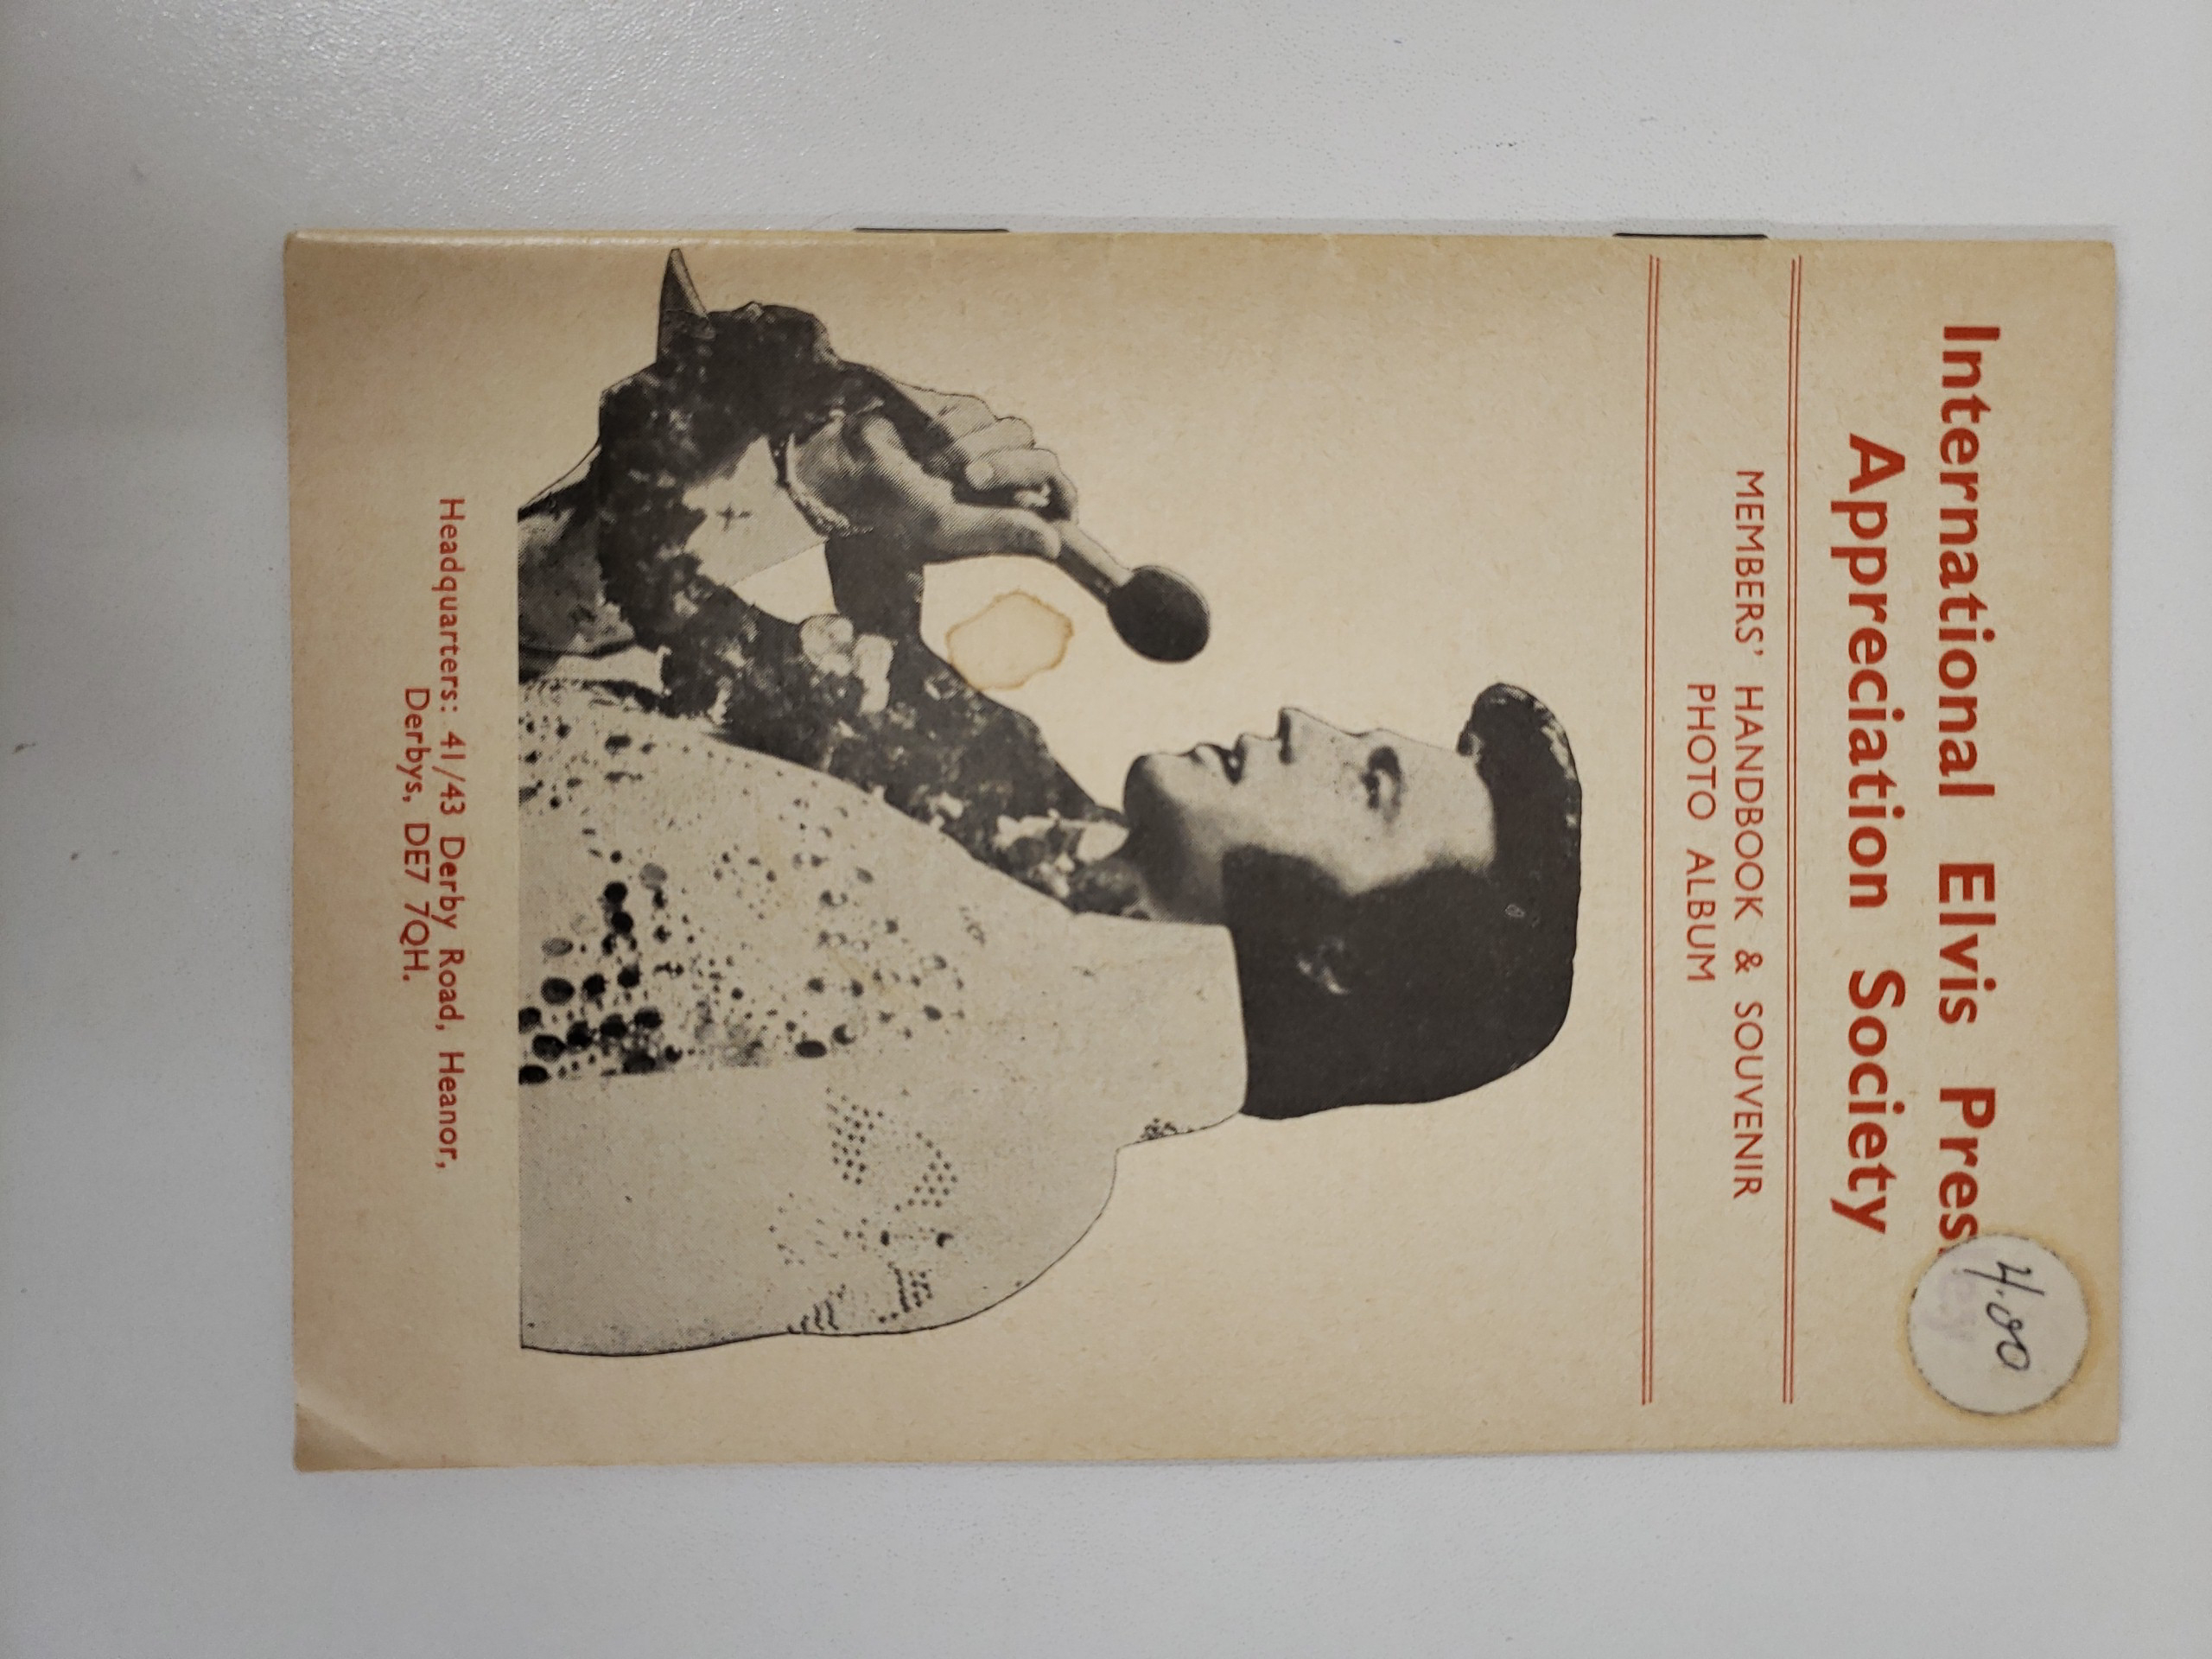 International Elvis Pres
Appreciation Society
4.00
MEMBERS' HANDBOOK & SOUVENIR
PHOTO ALBUM
Headquarters: 41/43 Derby Road, Heanor,
Derbys, DE7 7QH.